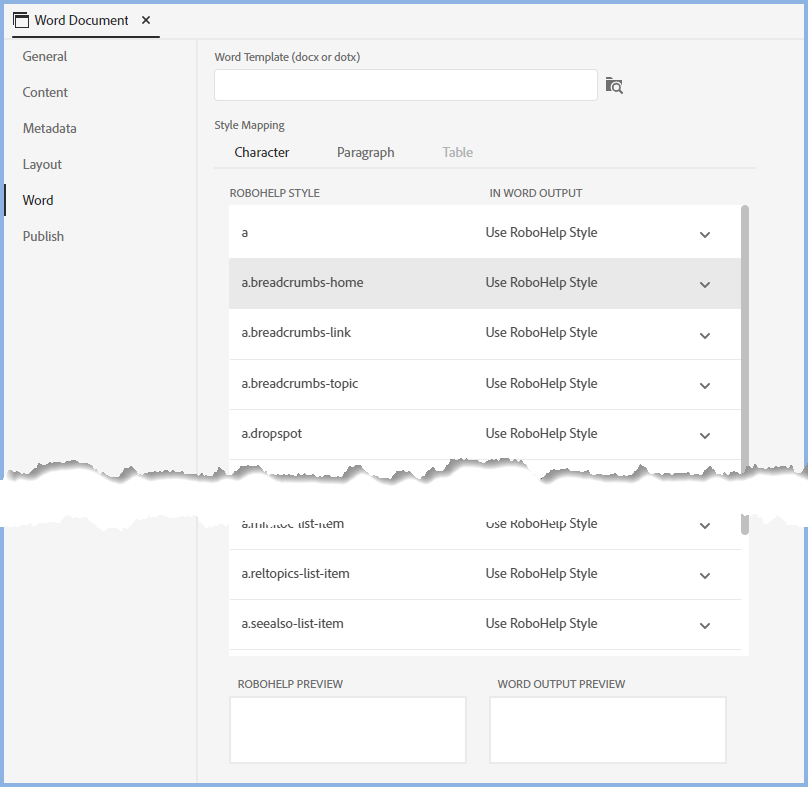 Word Document
General
Content
Metadata
Layout
Word
Publish
Word Template (docx or dotx)
Style Mapping
Character Paragraph Table
ROBOHELP STYLE IN WORD OUTPUT
a Use RoboHelp Style
a.breadcrumbs-home Use RoboHelp Style
a.breadcrumbs-link Use RoboHelp Style
a.breadcrumbs-topic Use RoboHelp Style
a.dropspot Use RoboHelp Style
Use RoboHelp Style
a.reltopics-list-item Use RoboHelp Style
a.seealso-list-item Use RoboHelp Style
ROBOHELP PREVIEW WORD OUTPUT PREVIEW